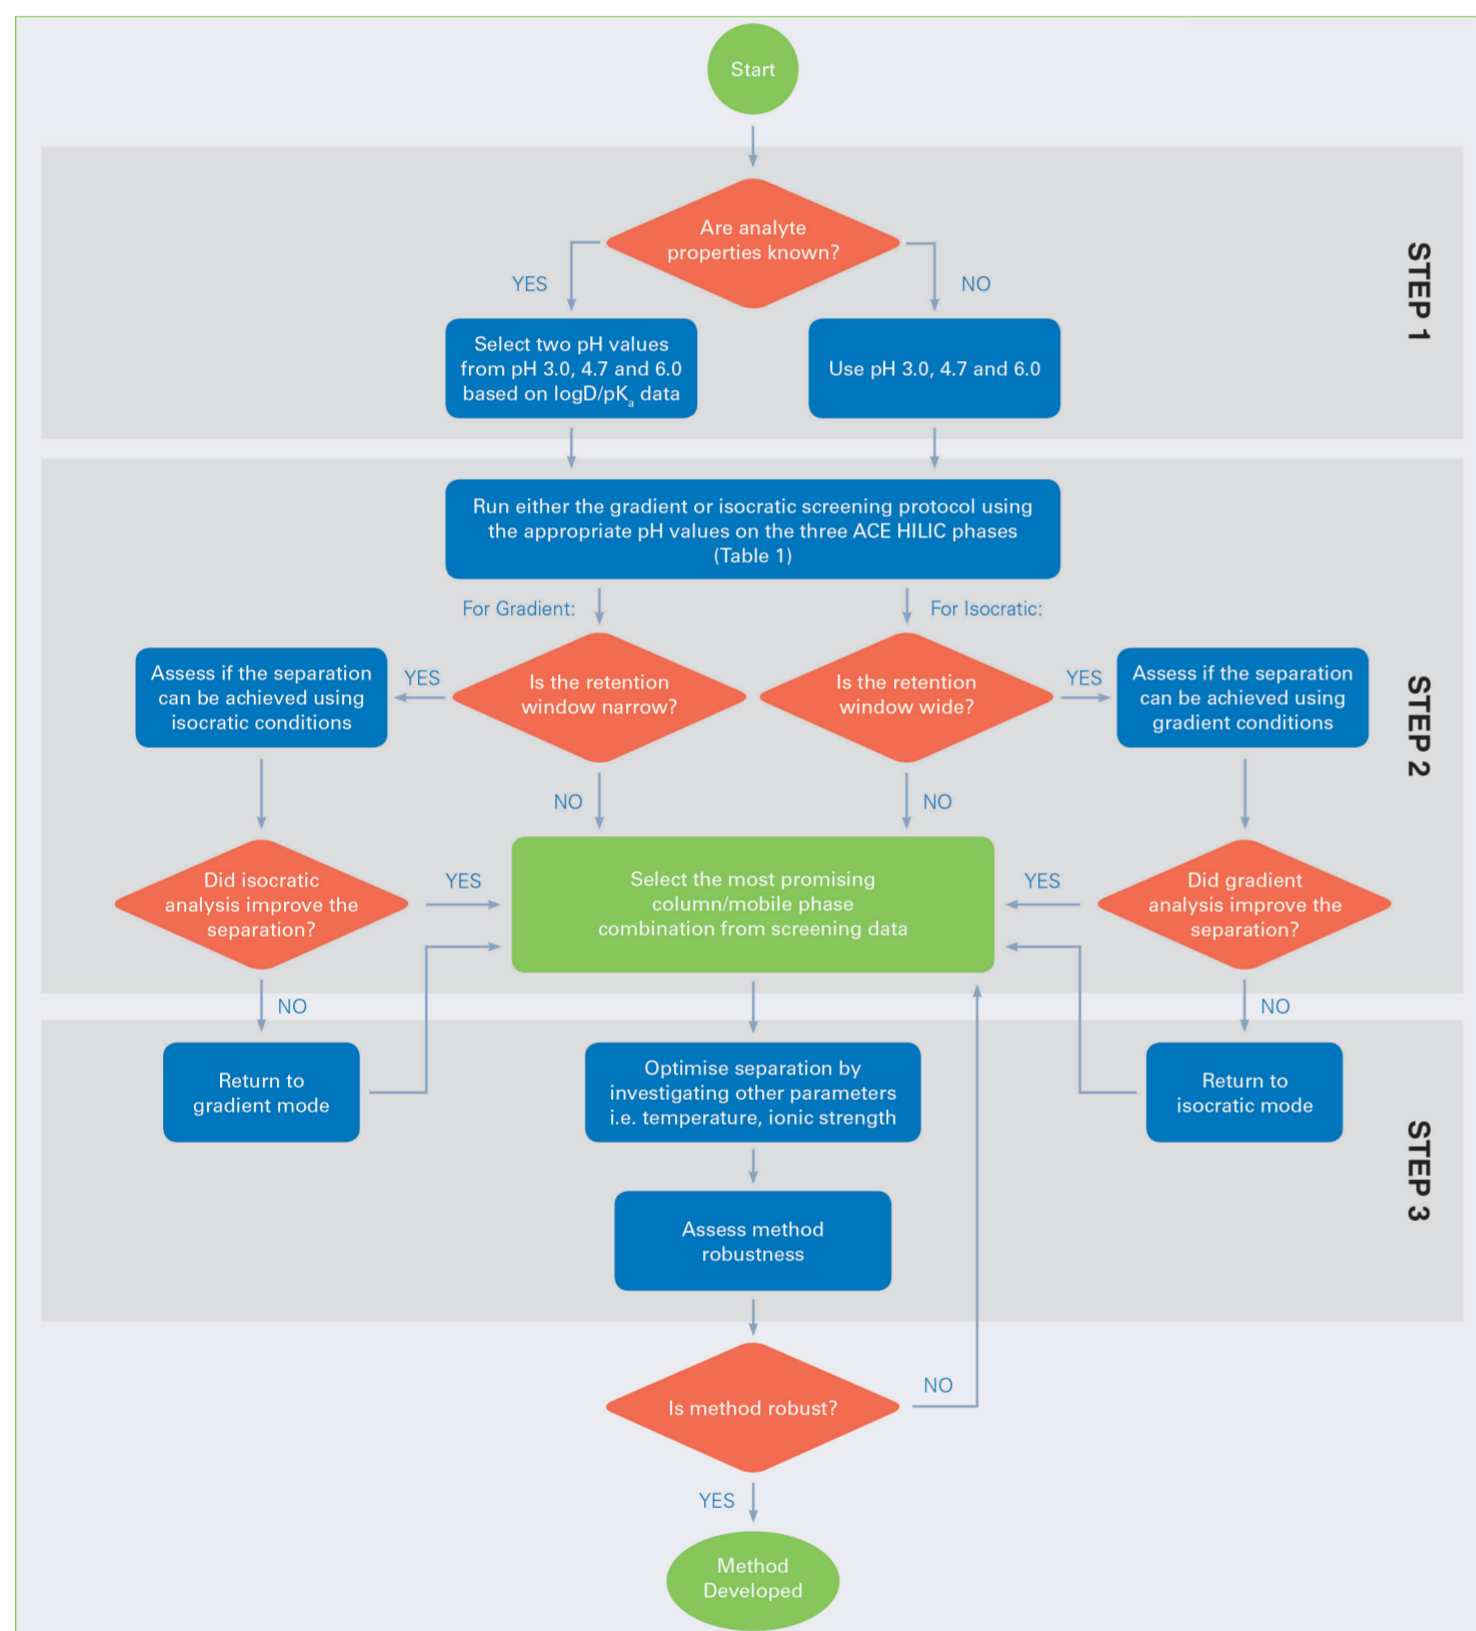 Start
STEP 1
Are analyte
properties known?
YES
NO
Select two pH values
from pH 3.0, 4.7 and 6.0
based on logD/pKa data
Use pH 3.0, 4.7 and 6.0
STEP 2
Run either the gradient or isocratic screening protocol using
the appropriate pH values on the three ACE HILIC phases
(Table 1)
For Gradient:
For Isocratic:
Assess if the separation
can be achieved using
isocratic conditions
YES
Is the retention
window narrow?
Is the retention
window wide?
YES
Assess if the separation
can be achieved using
gradient conditions
NO
NO
Did isocratic
analysis improve the
separation?
YES
Select the most promising
column/mobile phase
combination from screening data
YES
Did gradient
analysis improve the
separation?
NO
NO
STEP 3
Return to
gradient mode
Optimise separation by
investigating other parameters
i.e. temperature, ionic strength
Return to
isocratic mode
Assess method
robustness
Is method robust?
NO
YES
Method
Developed